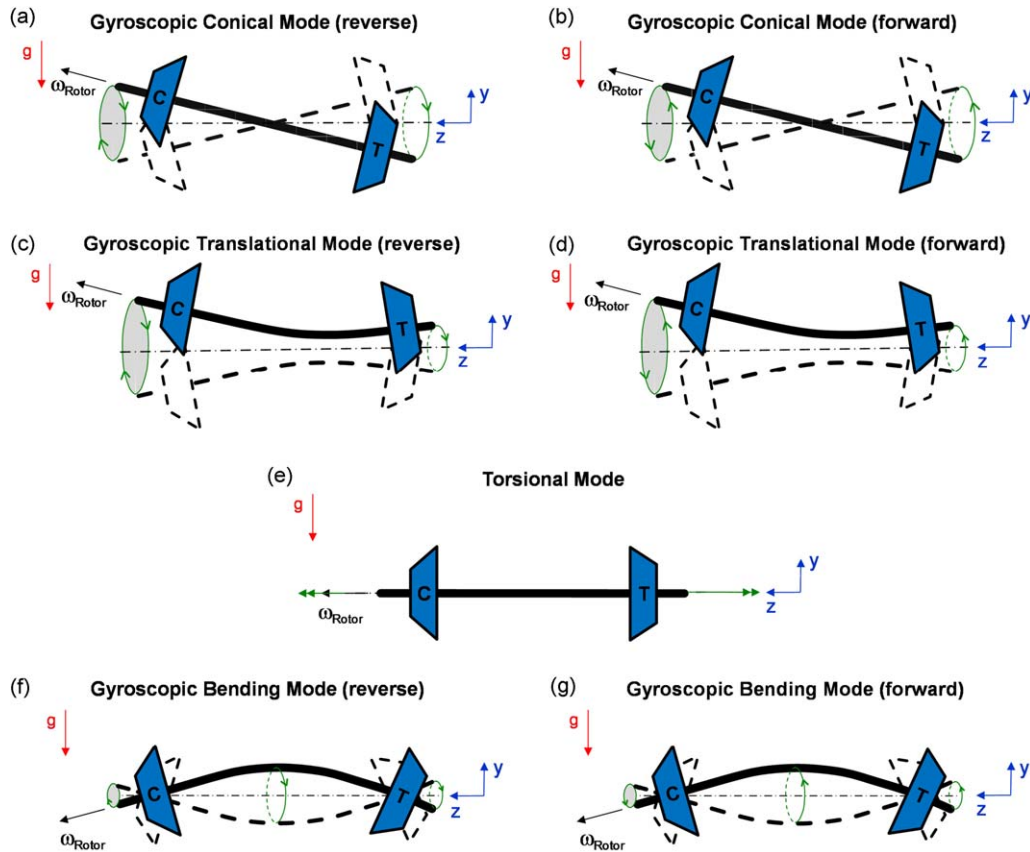 (a)
Gyroscopic Conical Mode (reverse)
g
ωRotor
C
T
y
z
(b)
Gyroscopic Conical Mode (forward)
g
ωRotor
C
T
y
z
(c)
Gyroscopic Translational Mode (reverse)
g
ωRotor
C
T
y
z
(d)
Gyroscopic Translational Mode (forward)
g
ωRotor
C
T
y
z
(e)
Torsional Mode
g
ωRotor
C
T
y
z
(f)
Gyroscopic Bending Mode (reverse)
g
ωRotor
C
T
y
z
(g)
Gyroscopic Bending Mode (forward)
g
ωRotor
C
T
y
z